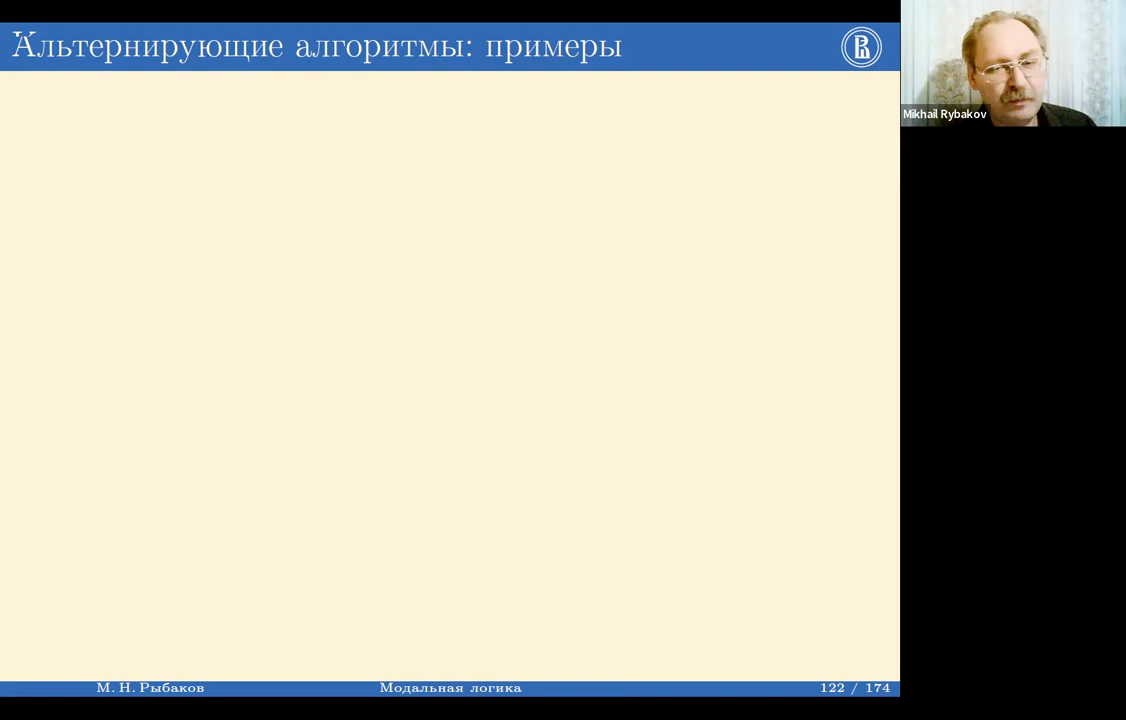 Альтернирующие алгоритмы: примеры
Mikhail Rybakov
М. Н. Рыбаков
Модальная логика
122 / 174